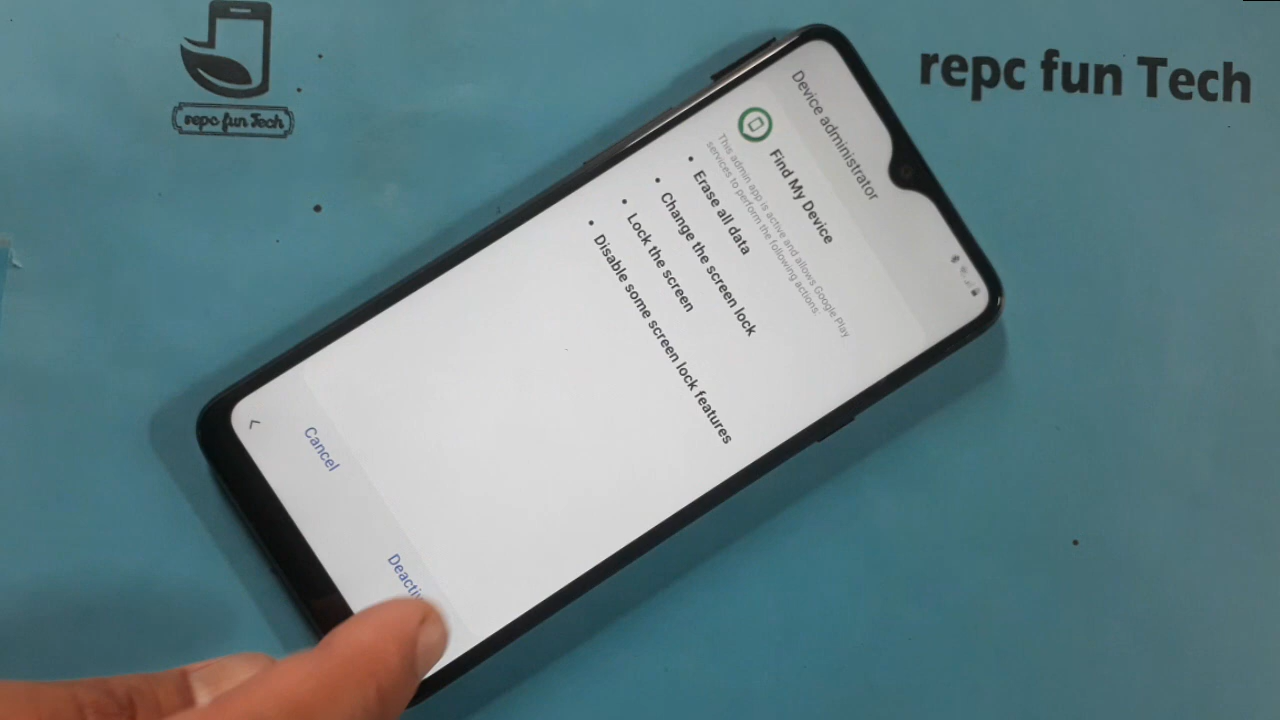 repc fun Tech
repc fun Tech
Device administrator
Find My Device
This admin app is active and allows Google Play
services to perform the following actions:
• Erase all data
• Change the screen lock
• Lock the screen
• Disable some screen lock features
Cancel